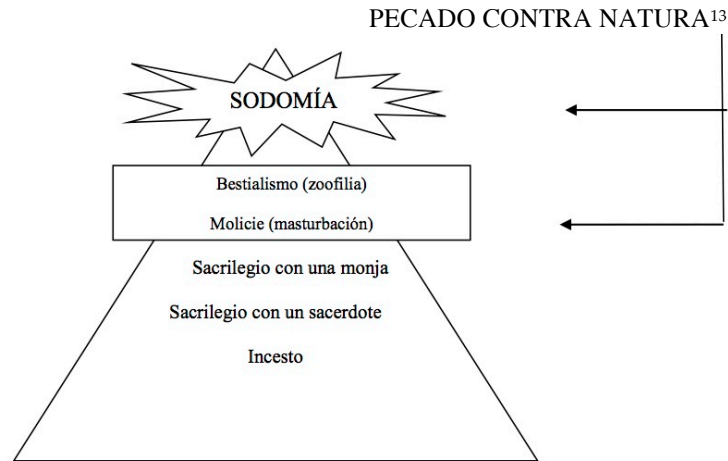 PECADO CONTRA NATURA13
SODOMÍA
Bestialismo (zoofilia)
Molicie (masturbación)
Sacrilegio con una monja
Sacrilegio con un sacerdote
Incesto